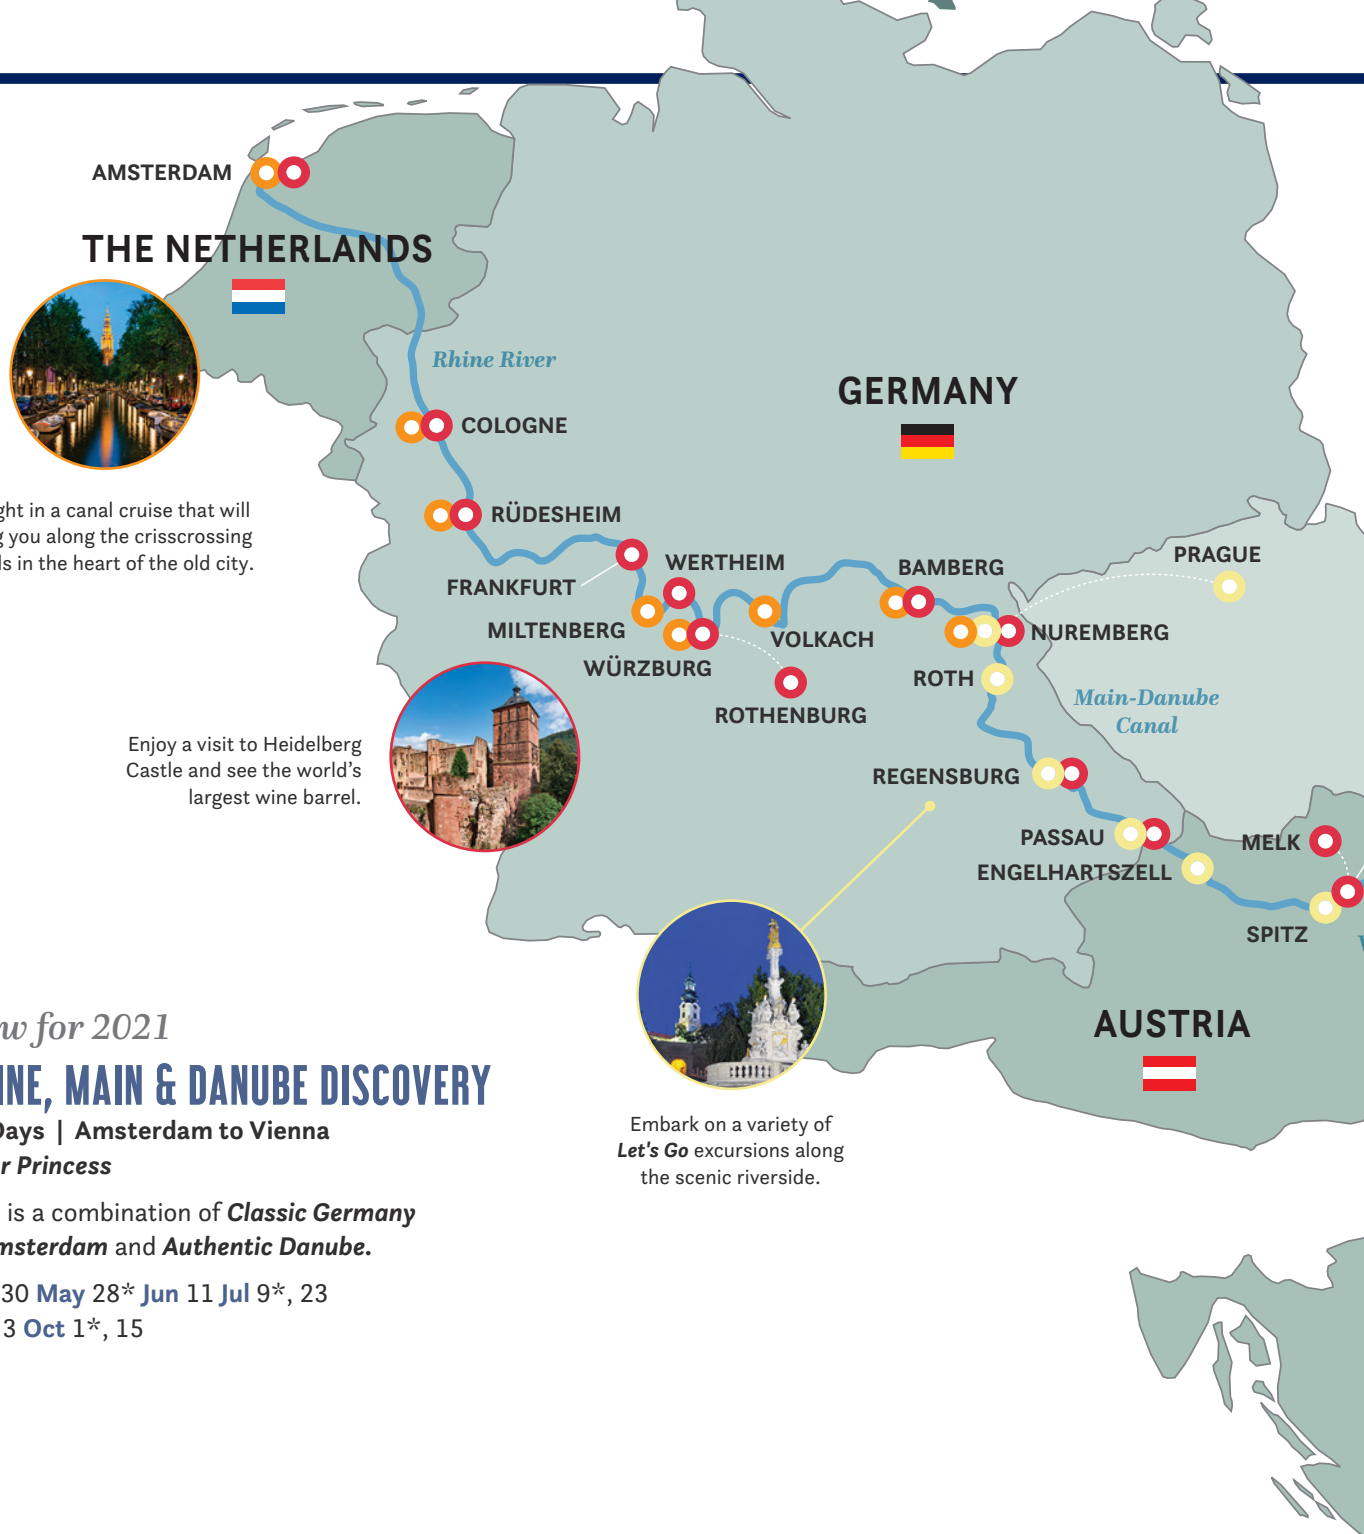 AMSTERDAM
THE NETHERLANDS
Rhine River
GERMANY
COLOGNE
RÜDESHEIM
ght in a canal cruise that will
g you along the crisscrossing
ls in the heart of the old city.
FRANKFURT
WERTHEIM
BAMBERG
PRAGUE
MILTENBERG
VOLKACH
NUREMBERG
WÜRZBURG
ROTH
ROTHENBURG
Main-Danube
Canal
Enjoy a visit to Heidelberg
Castle and see the world's
largest wine barrel.
REGENSBURG
PASSAU
MELK
ENGELHARTSZELL
SPITZ
AUSTRIA
w for 2021
INE, MAIN & DANUBE DISCOVERY
Days | Amsterdam to Vienna
r Princess
is a combination of Classic Germany
msterdam and Authentic Danube.
30 May 28* Jun 11 Jul 9*, 23
3 Oct 1*, 15
Embark on a variety of
Let's Go excursions along
the scenic riverside.